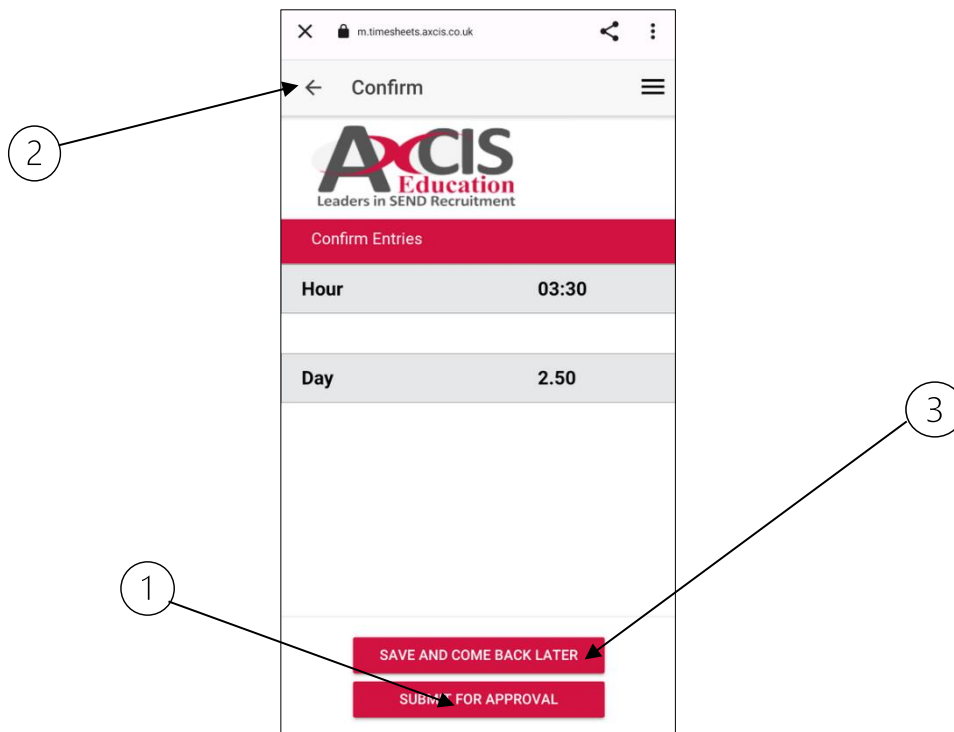 m.timesheets.axcis.co.uk
Confirm
2
AXCIS
Education
Leaders in SEND Recruitment
Confirm Entries
Hour 03:30
Day 2.50
3
1
SAVE AND COME BACK LATER
SUBMIT FOR APPROVAL